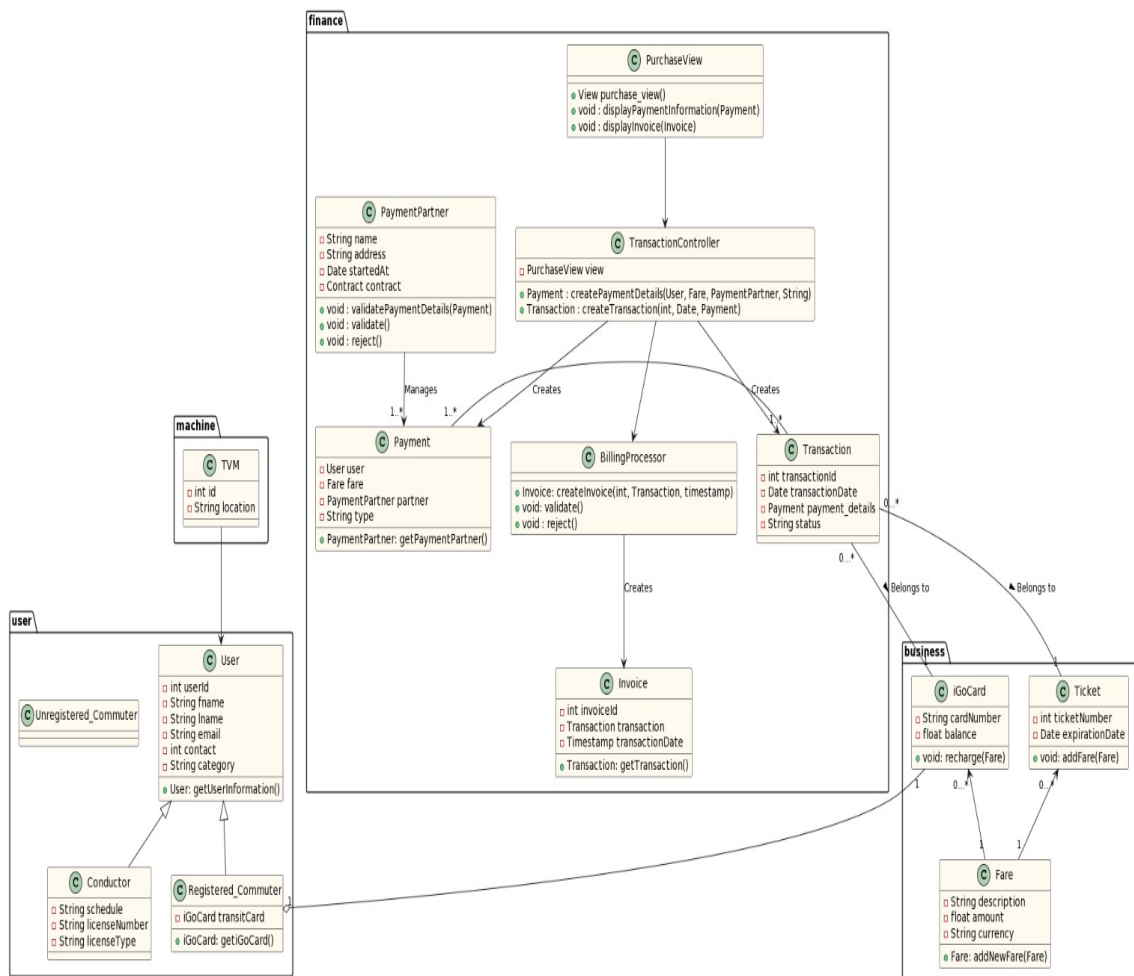 finance
C PurchaseView
View purchase_view()
void : displayPaymentInformation(Payment)
void : displayInvoice(Invoice)
C PaymentPartner
String name
String address
Date startedAt
Contract contract
void : validatePaymentDetails(Payment)
void : validate()
void : reject()
C TransactionController
PurchaseView view
Payment : createPaymentDetails(User, Fare, PaymentPartner, String)
Transaction : createTransaction(int, Date, Payment)
Manages
Creates
Creates
1..*
1..*
1..*
machine
C TVM
int id
String location
C Payment
User user
Fare fare
PaymentPartner partner
String type
PaymentPartner: getPaymentPartner()
C BillingProcessor
Invoice: createInvoice(int, Transaction, timestamp)
void: validate()
void : reject()
C Transaction
int transactionId
Date transactionDate
Payment payment_details
String status
0...*
0...*
Creates
Belongs to
Belongs to
user
C User
int userId
String fname
String lname
String email
int contact
String category
User: getUserInformation()
C Unregistered_Commuter
C Invoice
int invoiceId
Transaction transaction
Timestamp transactionDate
Transaction: getTransaction()
business
1
1
C iGoCard
String cardNumber
float balance
void: recharge(Fare)
C Ticket
int ticketNumber
Date expirationDate
void: addFare(Fare)
1
0...*
0...*
1
1
C Conductor
String schedule
String licenseNumber
String licenseType
C Registered_Commuter
iGoCard transitCard
iGoCard: getiGoCard()
1
C Fare
String description
float amount
String currency
Fare: addNewFare(Fare)